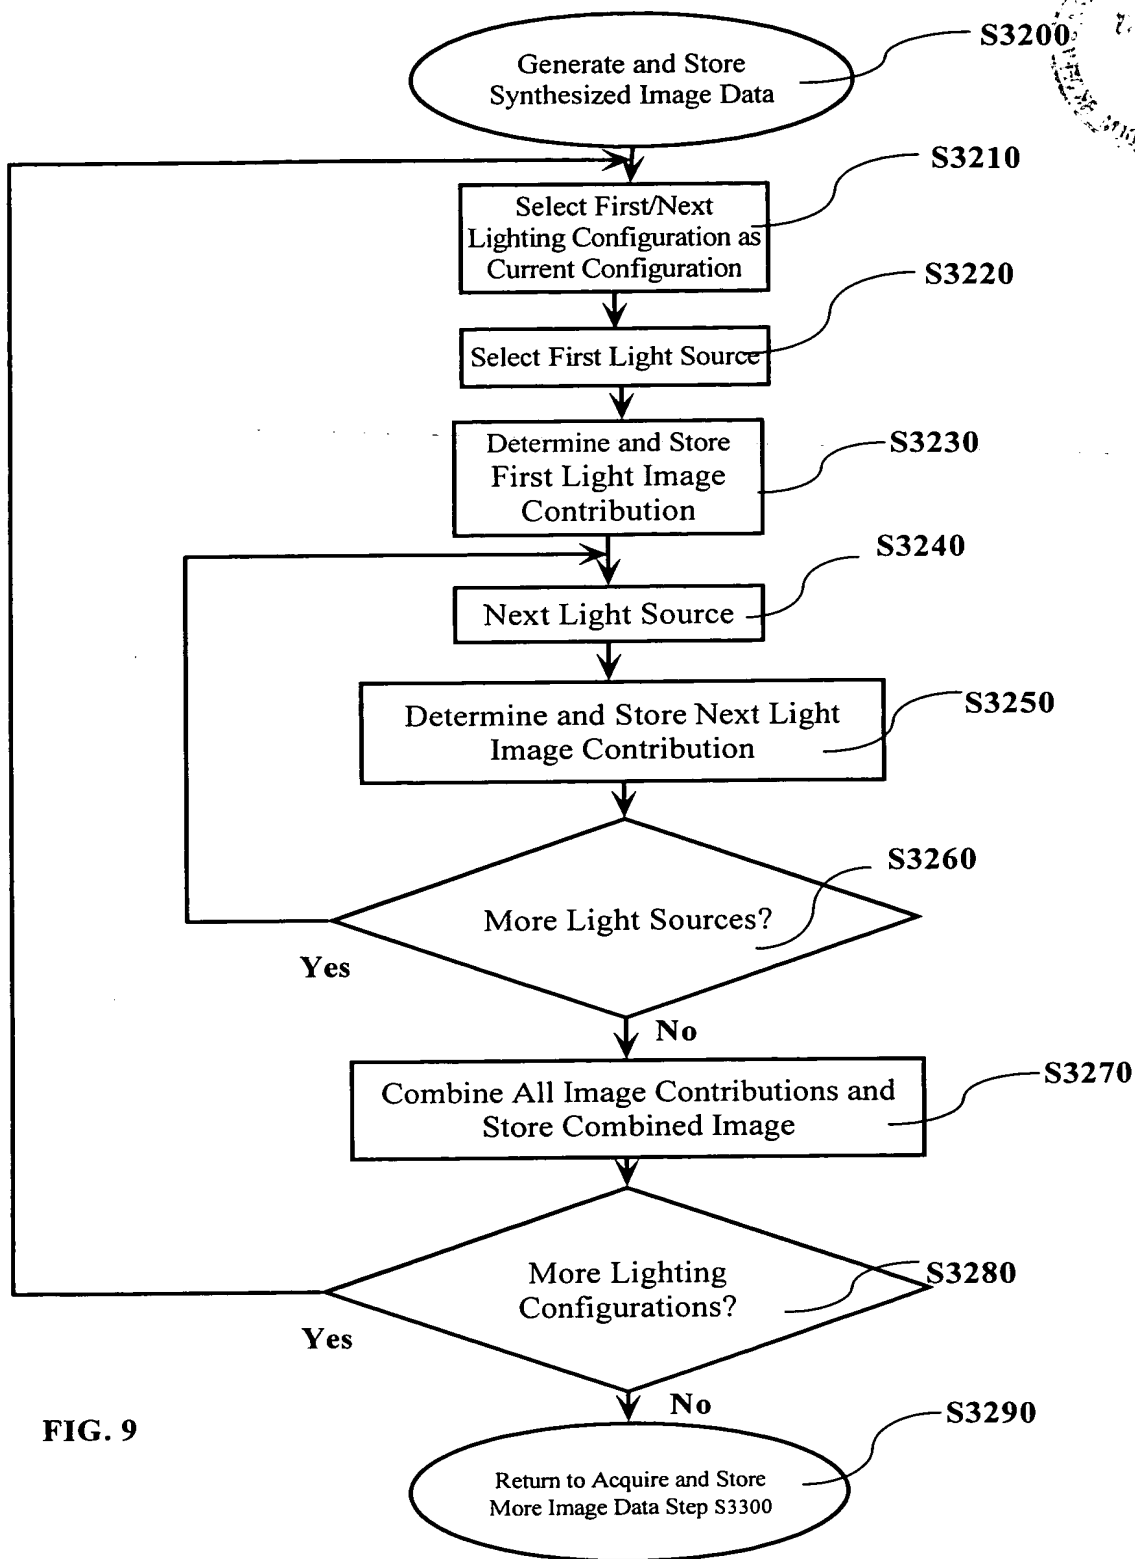 S3200
Generate and Store
Synthesized Image Data
S3210
Select First/Next
Lighting Configuration as
Current Configuration
S3220
Select First Light Source
S3230
Determine and Store
First Light Image
Contribution
S3240
Next Light Source
S3250
Determine and Store Next Light
Image Contribution
S3260
More Light Sources?
Yes
No
S3270
Combine All Image Contributions and
Store Combined Image
S3280
More Lighting
Configurations?
Yes
No
FIG. 9
S3290
Return to Acquire and Store
More Image Data Step S3300